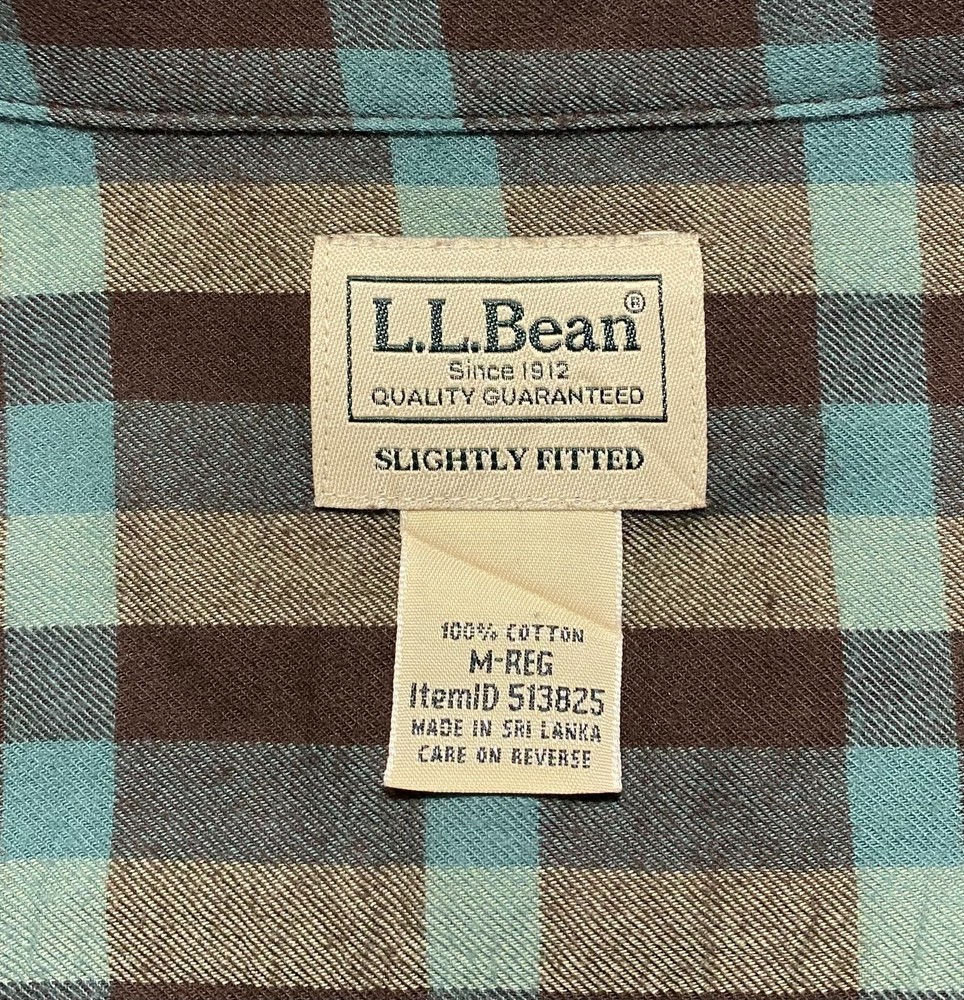 L.L.Bean®
Since 1912
QUALITY GUARANTEED
SLIGHTLY FITTED
100% COTTON
M-REG
ItemID 513825
MADE IN SRI LANKA
CARE ON REVERSE